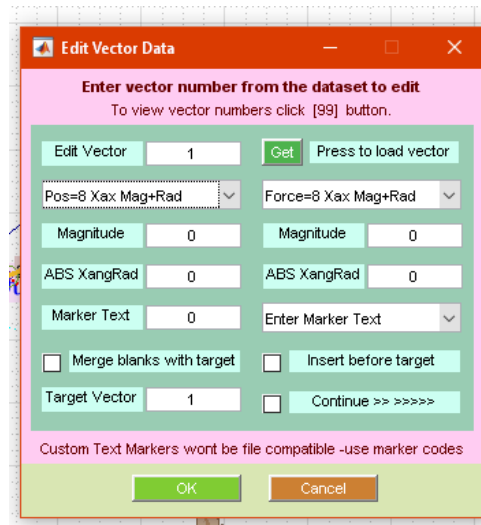 Edit Vector Data
Enter vector number from the dataset to edit
To view vector numbers click [99] button.
Edit Vector 1 Get Press to load vector
Pos=8 Xax Mag+Rad Force=8 Xax Mag+Rad
Magnitude 0 Magnitude 0
ABS XangRad 0 ABS XangRad 0
Marker Text 0 Enter Marker Text
Merge blanks with target Insert before target
Target Vector 1 Continue >> >>>>>
Custom Text Markers wont be file compatible -use marker codes
OK Cancel